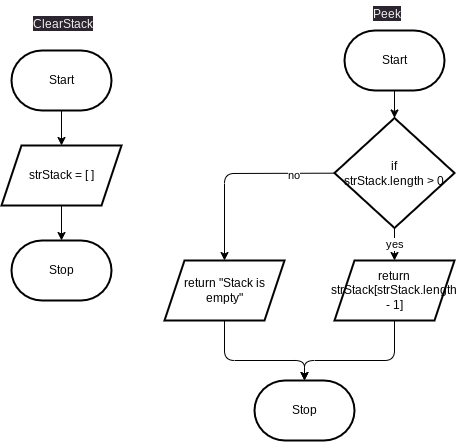 ClearStack
Start
strStack = [ ]
Stop
Peek
Start
if
strStack.length > 0
no
yes
return "Stack is
empty"
return
strStack[strStack.length
- 1]
Stop